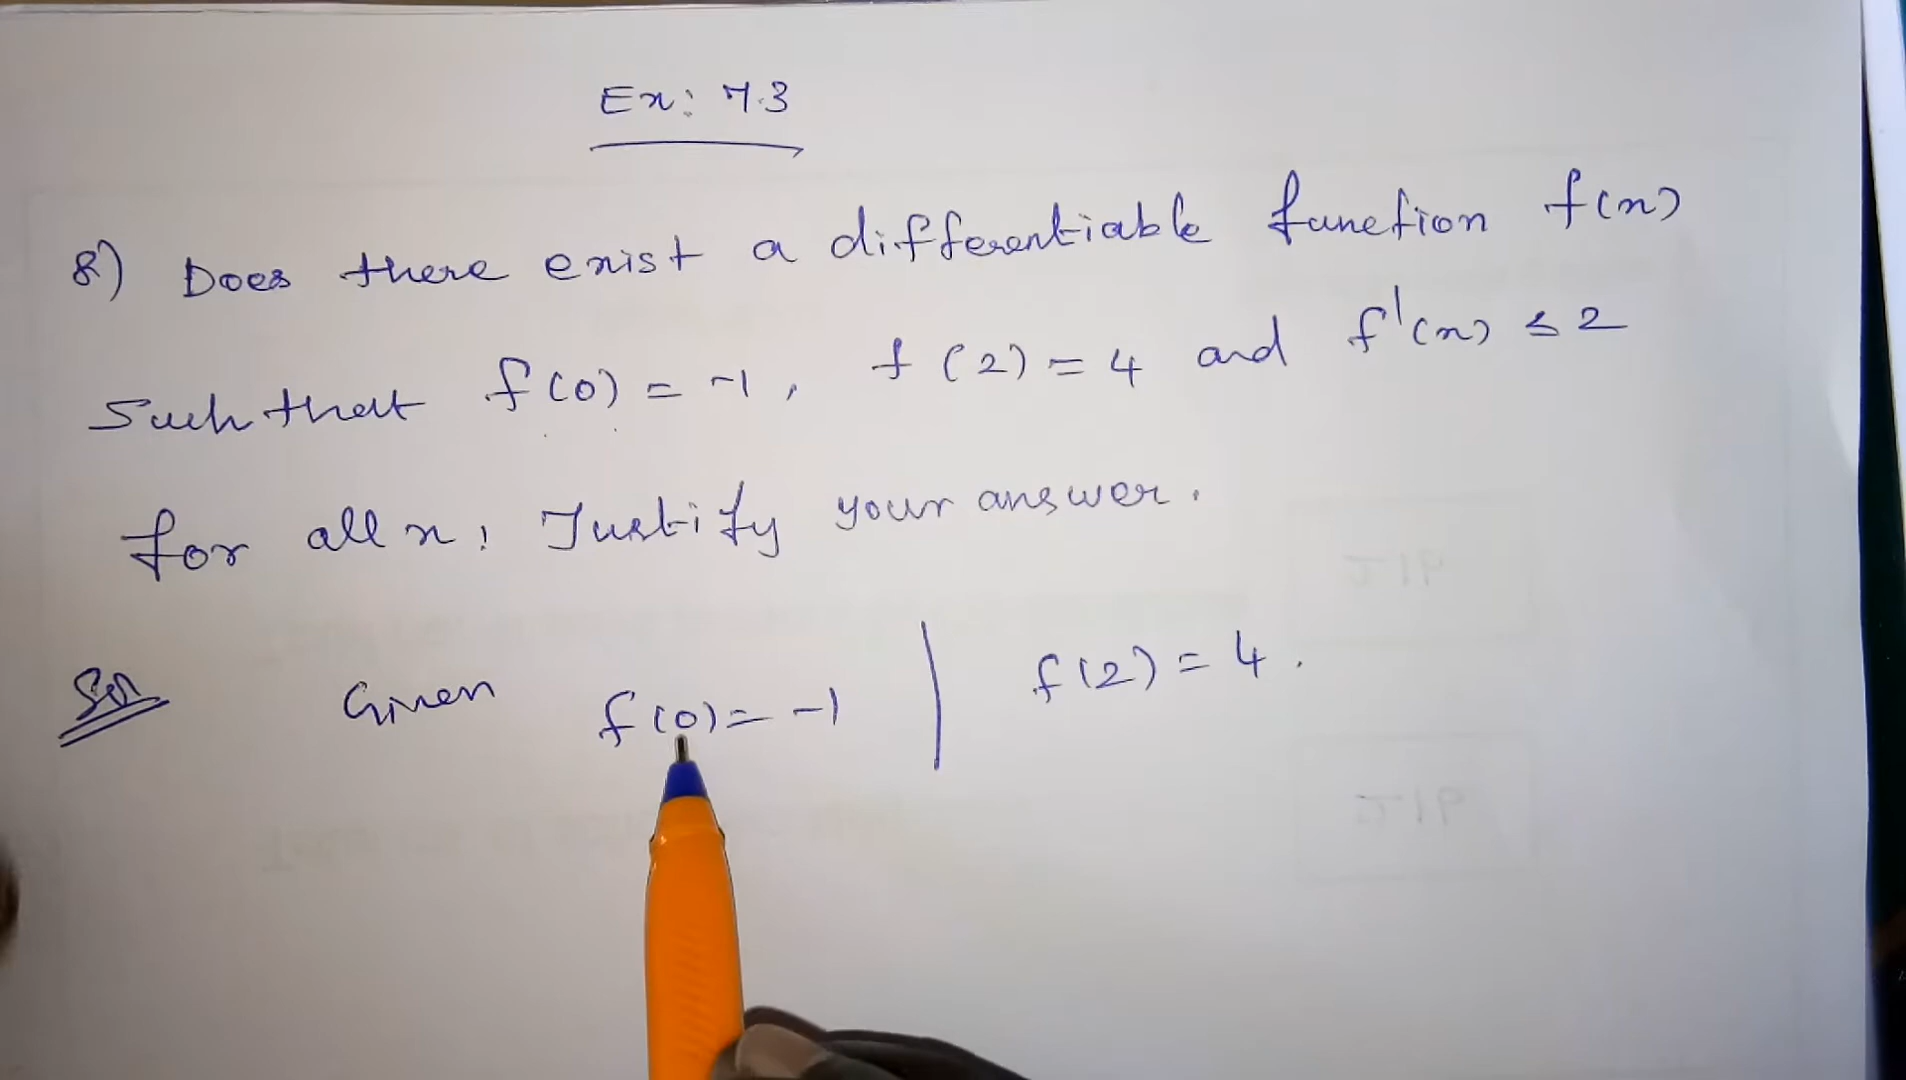 Ex: 7.3
8) Does there exist a differentiable function f(x)
Such that f(0) = -1, f(2) = 4 and f'(x) ≤ 2
for all x. Justify your answer.
Sol Given f(0) = -1 | f(2) = 4.